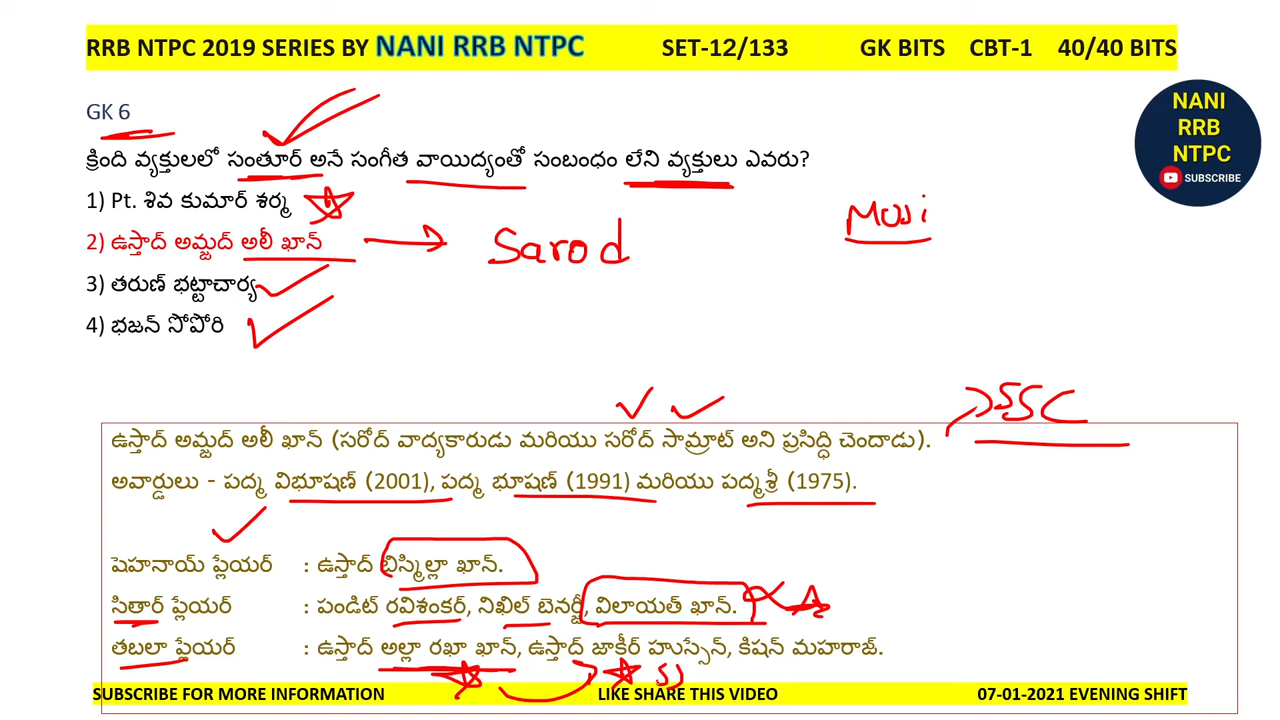 RRB NTPC 2019 SERIES BY NANI RRB NTPC SET-12/133 GK BITS CBT-1 40/40 BITS
NANI
RRB
NTPC
SUBSCRIBE
GK 6
క్రింది వ్యక్తులలో సంతూర్ అనే సంగీత వాయిద్యంతో సంబంధం లేని వ్యక్తులు ఎవరు?
1) Pt. శివ కుమార్ శర్మ
2) ఉస్తాద్ అమ్జద్ అలీ ఖాన్
Sarod
3) తరుణ్ భట్టాచార్య
4) భజన్ సోపోరి
ఉస్తాద్ అమ్జద్ అలీ ఖాన్ (సరోద్ వాద్యకారుడు మరియు సరోద్ సామ్రాట్ అని ప్రసిద్ధి చెందాడు).
అవార్డులు - పద్మ విభూషణ్ (2001), పద్మ భూషణ్ (1991) మరియు పద్మశ్రీ (1975).
షెహనాయ్ ప్లేయర్ : ఉస్తాద్ బిస్మిల్లా ఖాన్.
సితార్ ప్లేయర్ : పండిట్ రవిశంకర్, నిఖిల్ బెనర్జీ, విలాయత్ ఖాన్.
తబలా ప్లేయర్ : ఉస్తాద్ అల్లా రఖా ఖాన్, ఉస్తాద్ జాకీర్ హుస్సేన్, కిషన్ మహరాజ్.
SUBSCRIBE FOR MORE INFORMATION LIKE SHARE THIS VIDEO 07-01-2021 EVENING SHIFT